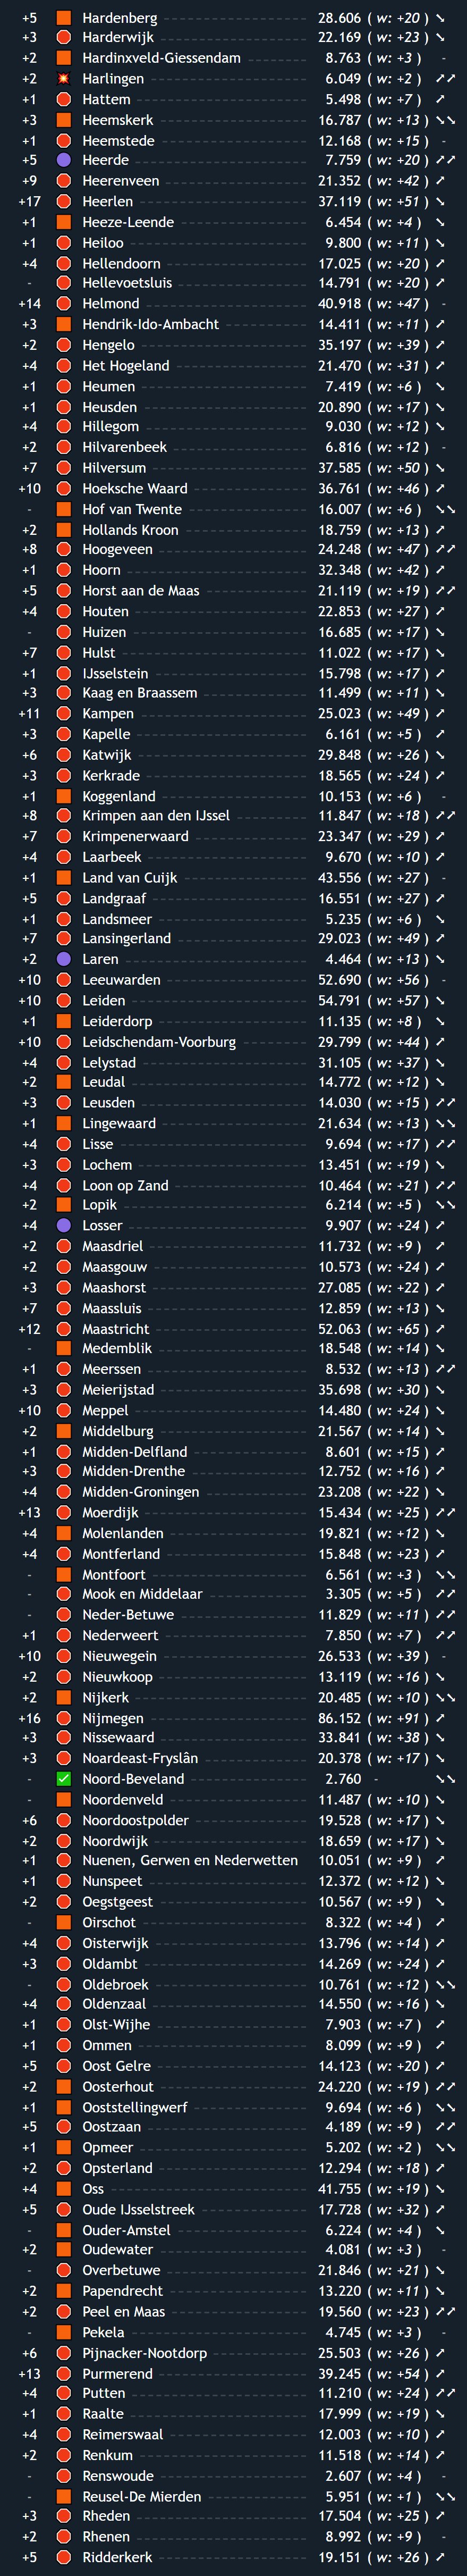 +5 Hardenberg 28.606 ( w: +20 ) ↘
+3 Harderwijk 22.169 ( w: +23 ) ↘
+2 Hardinxveld-Giessendam 8.763 ( w: +3 ) -
+2 Harlingen 6.049 ( w: +2 ) ↗↗
+1 Hattem 5.498 ( w: +7 ) ↗
+3 Heemskerk 16.787 ( w: +13 ) ↘↘
+1 Heemstede 12.168 ( w: +15 ) -
+5 Heerde 7.759 ( w: +20 ) ↗↗
+9 Heerenveen 21.352 ( w: +42 ) ↗
+17 Heerlen 37.119 ( w: +51 ) ↘
+1 Heeze-Leende 6.454 ( w: +4 ) ↘
+1 Heiloo 9.800 ( w: +11 ) ↘
+4 Hellendoorn 17.025 ( w: +20 ) ↗
- Hellevoetsluis 14.791 ( w: +20 ) ↗
+14 Helmond 40.918 ( w: +47 ) -
+3 Hendrik-Ido-Ambacht 14.411 ( w: +11 ) ↗
+2 Hengelo 35.197 ( w: +39 ) ↗
+4 Het Hogeland 21.470 ( w: +31 ) ↗
+1 Heumen 7.419 ( w: +6 ) ↘
+1 Heusden 20.890 ( w: +17 ) ↘
+4 Hillegom 9.030 ( w: +12 ) ↘
+2 Hilvarenbeek 6.816 ( w: +12 ) -
+7 Hilversum 37.585 ( w: +50 ) ↘
+10 Hoeksche Waard 36.761 ( w: +46 ) ↗
- Hof van Twente 16.007 ( w: +6 ) ↘↘
+2 Hollands Kroon 18.759 ( w: +13 ) ↗
+8 Hoogeveen 24.248 ( w: +47 ) ↗↗
+1 Hoorn 32.348 ( w: +42 ) ↗
+5 Horst aan de Maas 21.119 ( w: +19 ) ↗↗
+4 Houten 22.853 ( w: +27 ) ↗
- Huizen 16.685 ( w: +17 ) ↘
+7 Hulst 11.022 ( w: +17 ) ↘
+1 IJsselstein 15.798 ( w: +17 ) ↗
+3 Kaag en Braassem 11.499 ( w: +11 ) ↘
+11 Kampen 25.023 ( w: +49 ) ↗
+3 Kapelle 6.161 ( w: +5 ) ↗
+6 Katwijk 29.848 ( w: +26 ) ↘
+3 Kerkrade 18.565 ( w: +24 ) ↗
+1 Koggenland 10.153 ( w: +6 ) -
+8 Krimpen aan den IJssel 11.847 ( w: +18 ) ↗↗
+7 Krimpenerwaard 23.347 ( w: +29 ) ↗
+4 Laarbeek 9.670 ( w: +10 ) ↗
+1 Land van Cuijk 43.556 ( w: +27 ) -
+5 Landgraaf 16.551 ( w: +27 ) ↗
+1 Landsmeer 5.235 ( w: +6 ) ↘
+7 Lansingerland 29.023 ( w: +49 ) ↗
+2 Laren 4.464 ( w: +13 ) ↘
+10 Leeuwarden 52.690 ( w: +56 ) -
+10 Leiden 54.791 ( w: +57 ) ↘
+1 Leiderdorp 11.135 ( w: +8 ) ↘
+10 Leidschendam-Voorburg 29.799 ( w: +44 ) ↗
+4 Lelystad 31.105 ( w: +37 ) ↘
+2 Leudal 14.772 ( w: +12 ) ↘
+3 Leusden 14.030 ( w: +15 ) ↗↗
+1 Lingewaard 21.634 ( w: +13 ) ↘↘
+4 Lisse 9.694 ( w: +17 ) ↗↗
+3 Lochem 13.451 ( w: +19 ) ↘
+4 Loon op Zand 10.464 ( w: +21 ) ↗↗
+2 Lopik 6.214 ( w: +5 ) ↘↘
+4 Losser 9.907 ( w: +24 ) ↗
+2 Maasdriel 11.732 ( w: +9 ) ↗
+2 Maasgouw 10.573 ( w: +24 ) ↗
+3 Maashorst 27.085 ( w: +22 ) ↗
+7 Maassluis 12.859 ( w: +13 ) ↘
+12 Maastricht 52.063 ( w: +65 ) ↗
- Medemblik 18.548 ( w: +14 ) ↘
+1 Meerssen 8.532 ( w: +13 ) ↗↗
+3 Meierijstad 35.698 ( w: +30 ) ↘
+10 Meppel 14.480 ( w: +24 ) ↘
+2 Middelburg 21.567 ( w: +14 ) ↘
+1 Midden-Delfland 8.601 ( w: +15 ) ↗
+3 Midden-Drenthe 12.752 ( w: +16 ) ↗
+4 Midden-Groningen 23.208 ( w: +22 ) ↘
+13 Moerdijk 15.434 ( w: +25 ) ↗↗
+4 Molenlanden 19.821 ( w: +12 ) ↘
+4 Montferland 15.848 ( w: +23 ) ↗
- Montfoort 6.561 ( w: +3 ) ↘↘
- Mook en Middelaar 3.305 ( w: +5 ) ↗↗
- Neder-Betuwe 11.829 ( w: +11 ) ↗↗
+1 Nederweert 7.850 ( w: +7 ) ↗↗
+10 Nieuwegein 26.533 ( w: +39 ) -
+2 Nieuwkoop 13.119 ( w: +16 ) ↘
+2 Nijkerk 20.485 ( w: +10 ) ↘↘
+16 Nijmegen 86.152 ( w: +91 ) ↗
+3 Nissewaard 33.841 ( w: +38 ) ↘
+3 Noardeast-Fryslân 20.378 ( w: +17 ) ↘
- Noord-Beveland 2.760 - ↘↘
- Noordenveld 11.487 ( w: +10 ) ↘
+6 Noordoostpolder 19.528 ( w: +17 ) ↘
+2 Noordwijk 18.659 ( w: +17 ) ↘
+1 Nuenen, Gerwen en Nederwetten 10.051 ( w: +9 ) ↗
+1 Nunspeet 12.372 ( w: +12 ) ↘
+2 Oegstgeest 10.567 ( w: +9 ) ↘
- Oirschot 8.322 ( w: +4 ) ↗
+4 Oisterwijk 13.796 ( w: +14 ) ↗
+3 Oldambt 14.269 ( w: +24 ) ↗
- Oldebroek 10.761 ( w: +12 ) ↘↘
+4 Oldenzaal 14.550 ( w: +16 ) ↘
+1 Olst-Wijhe 7.903 ( w: +7 ) ↗
+1 Ommen 8.099 ( w: +9 ) ↗
+5 Oost Gelre 14.123 ( w: +20 ) ↗
+2 Oosterhout 24.220 ( w: +19 ) ↗↗
+1 Ooststellingwerf 9.694 ( w: +6 ) ↘↘
+5 Oostzaan 4.189 ( w: +9 ) ↗↗
+1 Opmeer 5.202 ( w: +2 ) ↘↘
+2 Opsterland 12.294 ( w: +18 ) ↗
+4 Oss 41.755 ( w: +19 ) ↘
+5 Oude IJsselstreek 17.728 ( w: +32 ) ↗
- Ouder-Amstel 6.224 ( w: +4 ) ↘
+2 Oudewater 4.081 ( w: +3 ) -
- Overbetuwe 21.846 ( w: +21 ) ↘
+2 Papendrecht 13.220 ( w: +11 ) ↘
+2 Peel en Maas 19.560 ( w: +23 ) ↗↗
- Pekela 4.745 ( w: +3 ) -
+6 Pijnacker-Nootdorp 25.503 ( w: +26 ) ↗
+13 Purmerend 39.245 ( w: +54 ) ↗
+4 Putten 11.210 ( w: +24 ) ↗↗
+1 Raalte 17.999 ( w: +19 ) ↘
+4 Reimerswaal 12.003 ( w: +10 ) ↗
+2 Renkum 11.518 ( w: +14 ) ↗
- Renswoude 2.607 ( w: +4 ) -
- Reusel-De Mierden 5.951 ( w: +1 ) ↘↘
+3 Rheden 17.504 ( w: +25 ) ↗
+2 Rhenen 8.992 ( w: +9 ) -
+5 Ridderkerk 19.151 ( w: +26 ) ↗